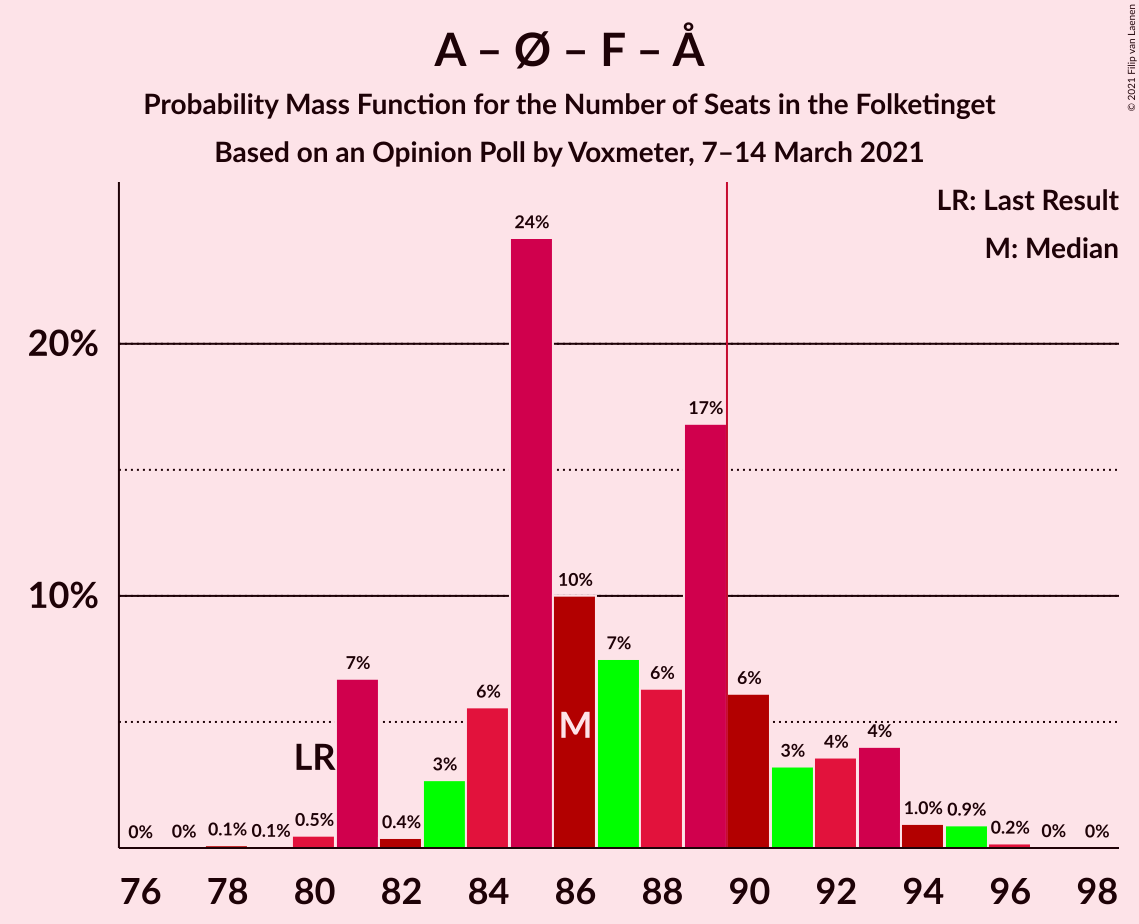 A – Ø – F – Å
Probability Mass Function for the Number of Seats in the Folketinget
Based on an Opinion Poll by Voxmeter, 7–14 March 2021
© 2021 Filip van Laenen
LR: Last Result
M: Median
20%
10%
0%
0%
0.1%
0.1%
0.5%
7%
0.4%
3%
6%
24%
10%
7%
6%
17%
6%
3%
4%
4%
1.0%
0.9%
0.2%
0%
0%
LR
M
76 78 80 82 84 86 88 90 92 94 96 98